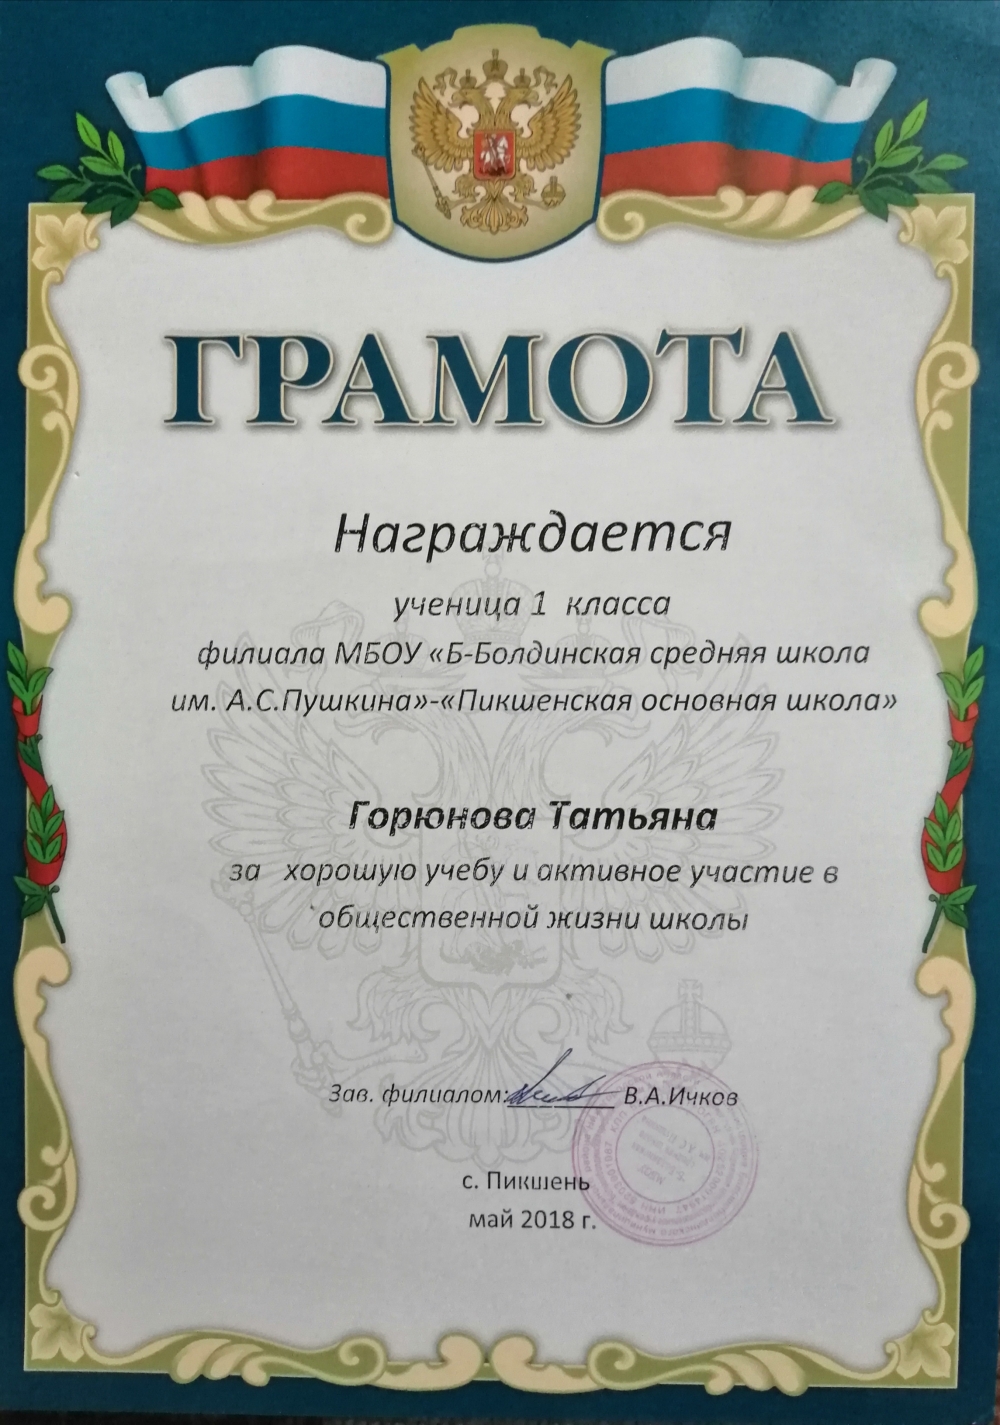 ГРАМОТА
Награждается
ученица 1 класса
филиала МБОУ «Б-Болдинская средняя школа
им. А.С.Пушкина»-«Пикшенская основная школа»
Горюнова Татьяна
за хорошую учебу и активное участие в
общественной жизни школы
Зав. филиалом: В.А.Ичков
с. Пикшень
май 2018 г.